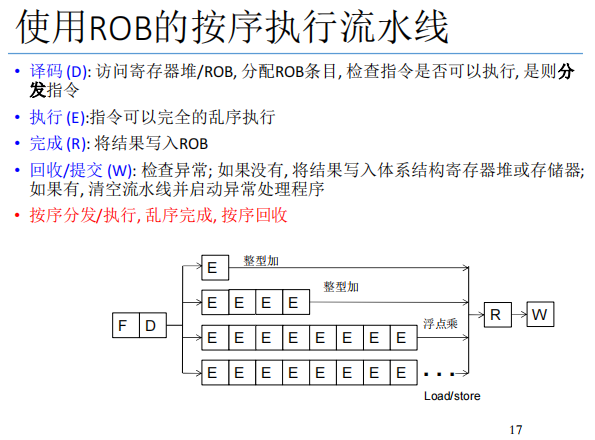 使用ROB的按序执行流水线
• 译码 (D): 访问寄存器堆/ROB, 分配ROB条目, 检查指令是否可以执行, 是则分
发指令
• 执行 (E):指令可以完全的乱序执行
• 完成 (R): 将结果写入ROB
• 回收/提交 (W): 检查异常; 如果没有, 将结果写入体系结构寄存器堆或存储器;
如果有, 清空流水线并启动异常处理程序
• 按序分发/执行, 乱序完成, 按序回收
E 整型加
E E E E 整型加
F D R W
E E E E E E E E 浮点乘
E E E E E E E E . . .
Load/store
17